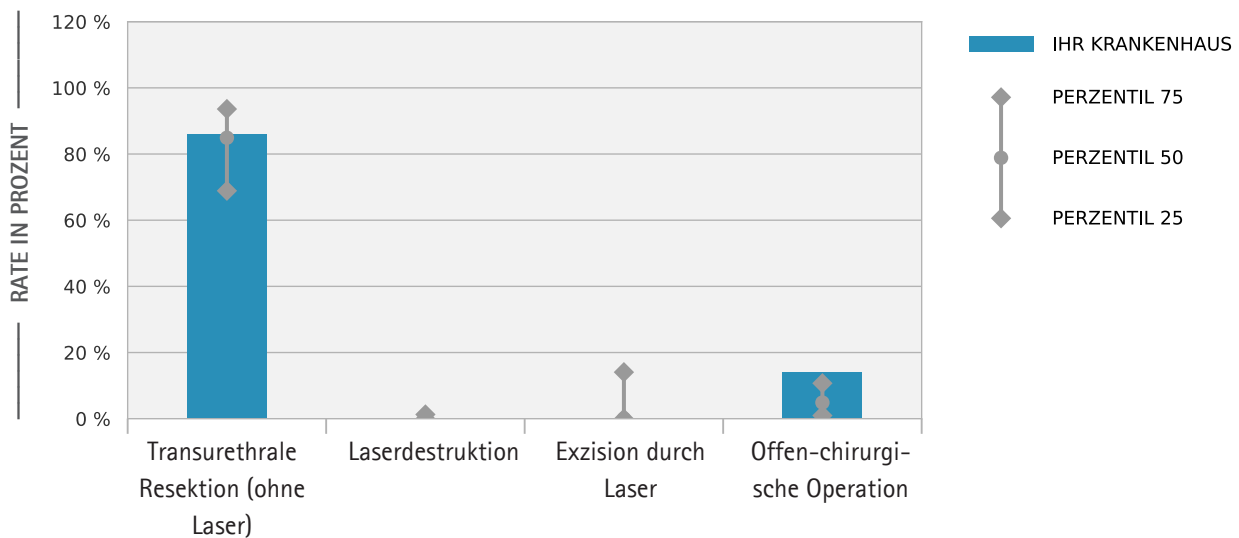 120 %
100 %
80 %
60 %
40 %
20 %
0 %
RATE IN PROZENT
Transurethrale
Resektion (ohne
Laser)
Laserdestruktion
Exzision durch
Laser
Offen-chirurgi-
sche Operation
IHR KRANKENHAUS
PERZENTIL 75
PERZENTIL 50
PERZENTIL 25